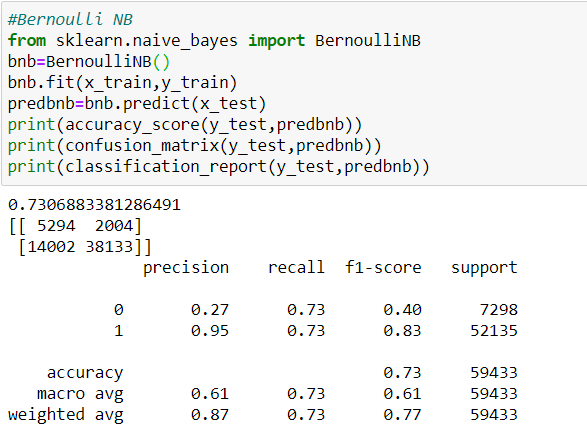 #Bernoulli NB
from sklearn.naive_bayes import BernoulliNB
bnb=BernoulliNB()
bnb.fit(x_train,y_train)
predbnb=bnb.predict(x_test)
print(accuracy_score(y_test,predbnb))
print(confusion_matrix(y_test,predbnb))
print(classification_report(y_test,predbnb))
0.7306883381286491
[[ 5294  2004]
 [14002 38133]]
              precision    recall  f1-score   support
           0       0.27      0.73      0.40      7298
           1       0.95      0.73      0.83     52135
    accuracy                           0.73     59433
   macro avg       0.61      0.73      0.61     59433
weighted avg       0.87      0.73      0.77     59433